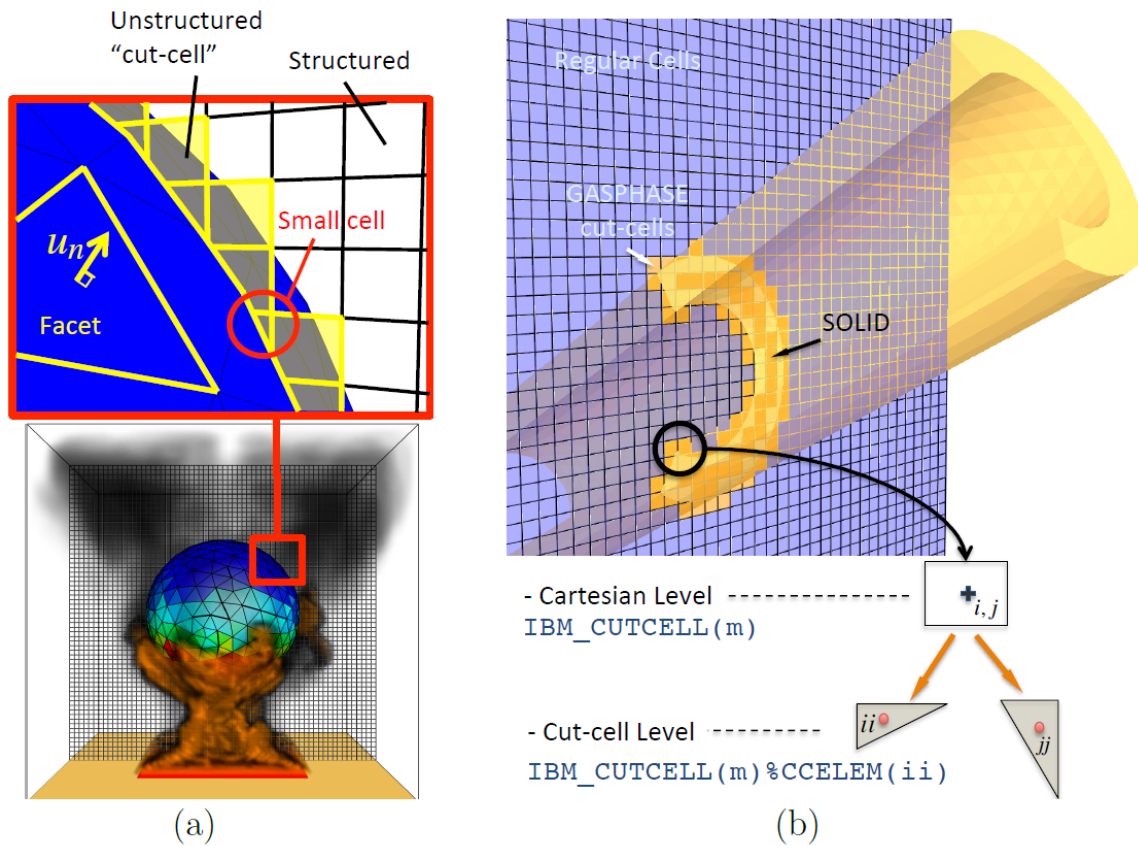 Unstructured
“cut-cell”
Structured
Small cell
u_n
Facet
(a)
Regular Cells
GASPHASE
cut-cells
SOLID
- Cartesian Level
IBM_CUTCELL(m)
i, j
- Cut-cell Level
ii
jj
IBM_CUTCELL(m)%CCELEM(ii)
(b)